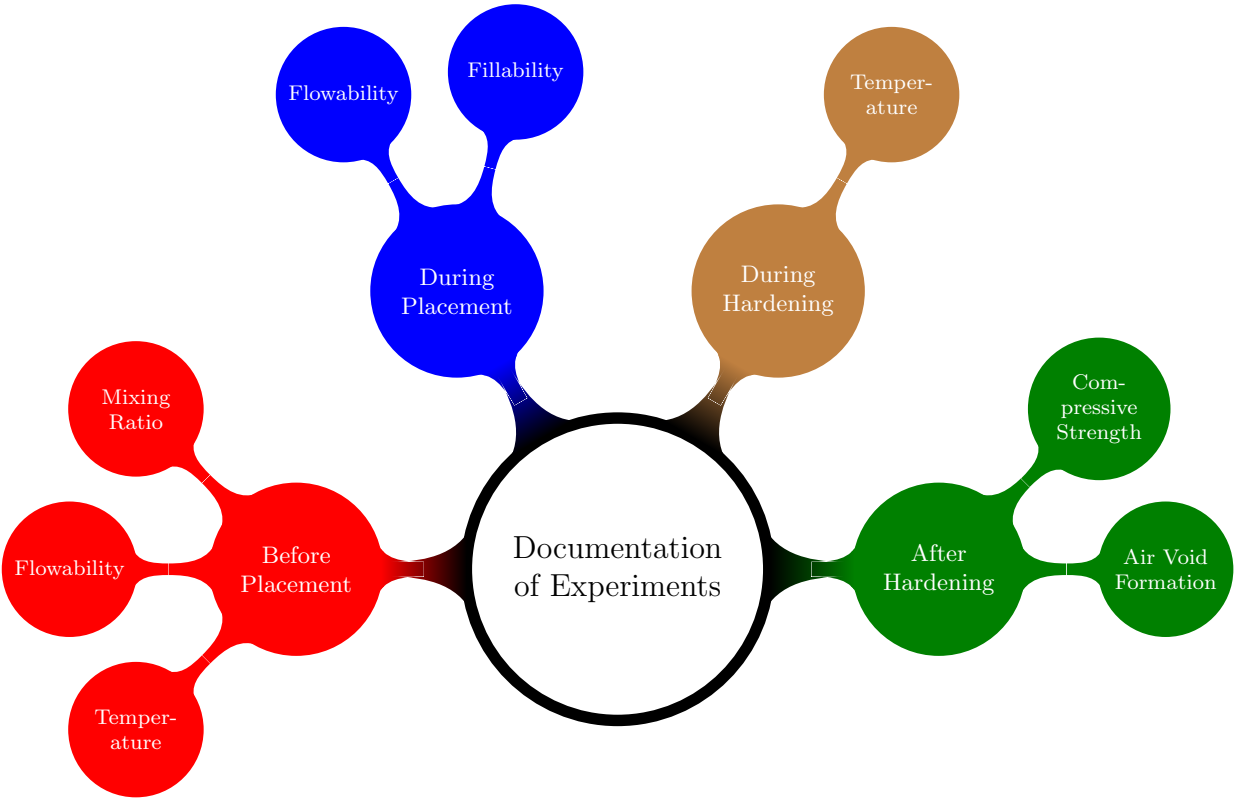 Flowability
Fillability
Temper-
ature
During
Placement
During
Hardening
Mixing
Ratio
Com-
pressive
Strength
Flowability
Before
Placement
Documentation
of Experiments
After
Hardening
Air Void
Formation
Temper-
ature